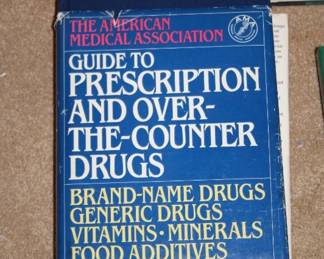 THE AMERICAN
MEDICAL ASSOCIATION
GUIDE TO
PRESCRIPTION
AND OVER-
THE-COUNTER
DRUGS
BRAND-NAME DRUGS
GENERIC DRUGS
VITAMINS • MINERALS
FOOD ADDITIVES